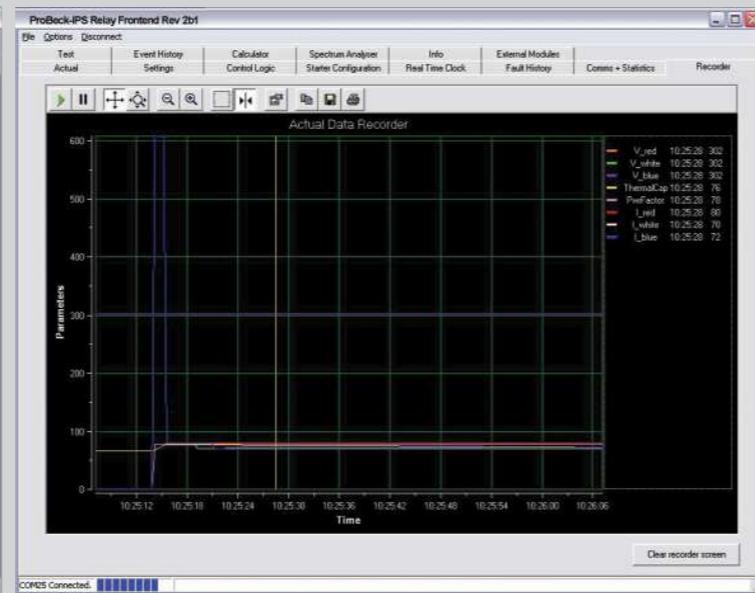 ProBeck-IPS Relay Frontend Rev 2b1
File Options Disconnect
Test Event History Calculator Spectrum Analyser Info External Modules
Actual Settings Control Logic Starter Configuration Real Time Clock Fault History Comms + Statistics Recorder
Actual Data Recorder
600
500
400
300
200
100
0
Parameters
V_red 10:25:28 302
V_white 10:25:28 302
V_blue 10:25:28 302
ThermalCap 10:25:28 76
PwrFactor 10:25:28 78
I_red 10:25:28 80
I_white 10:25:28 70
I_blue 10:25:28 72
10:25:12 10:25:18 10:25:24 10:25:30 10:25:36 10:25:42 10:25:48 10:25:54 10:26:00 10:26:06
Time
Clear recorder screen
COM25 Connected.